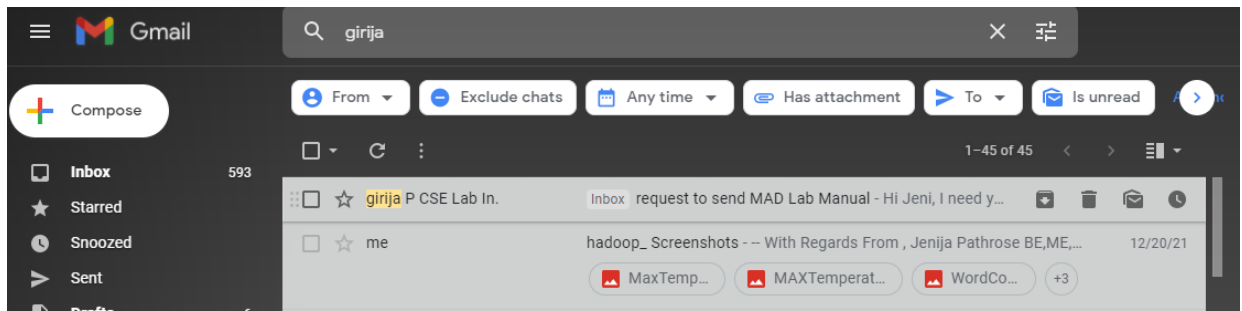 Gmail
girija
Compose
From
Exclude chats
Any time
Has attachment
To
Is unread
1–45 of 45
Inbox 593
Starred
Snoozed
Sent
girija P CSE Lab In. Inbox request to send MAD Lab Manual - Hi Jeni, I need y...
me hadoop_ Screenshots - -- With Regards From , Jenija Pathrose BE,ME,... 12/20/21
MaxTemp... MAXTemperat... WordCo... +3